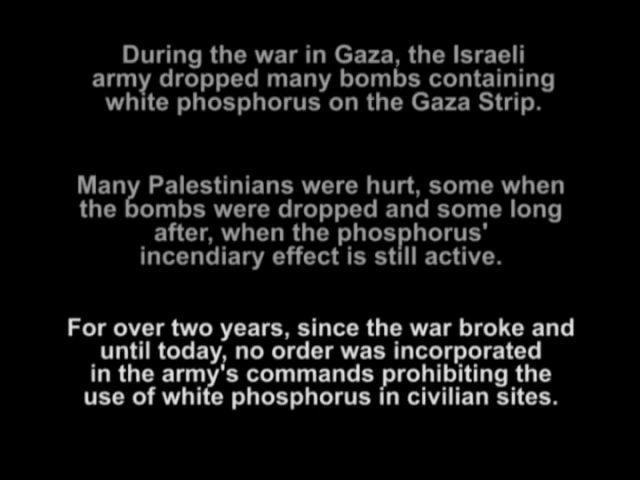 During the war in Gaza, the Israeli
army dropped many bombs containing
white phosphorus on the Gaza Strip.
Many Palestinians were hurt, some when
the bombs were dropped and some long
after, when the phosphorus'
incendiary effect is still active.
For over two years, since the war broke and
until today, no order was incorporated
in the army's commands prohibiting the
use of white phosphorus in civilian sites.